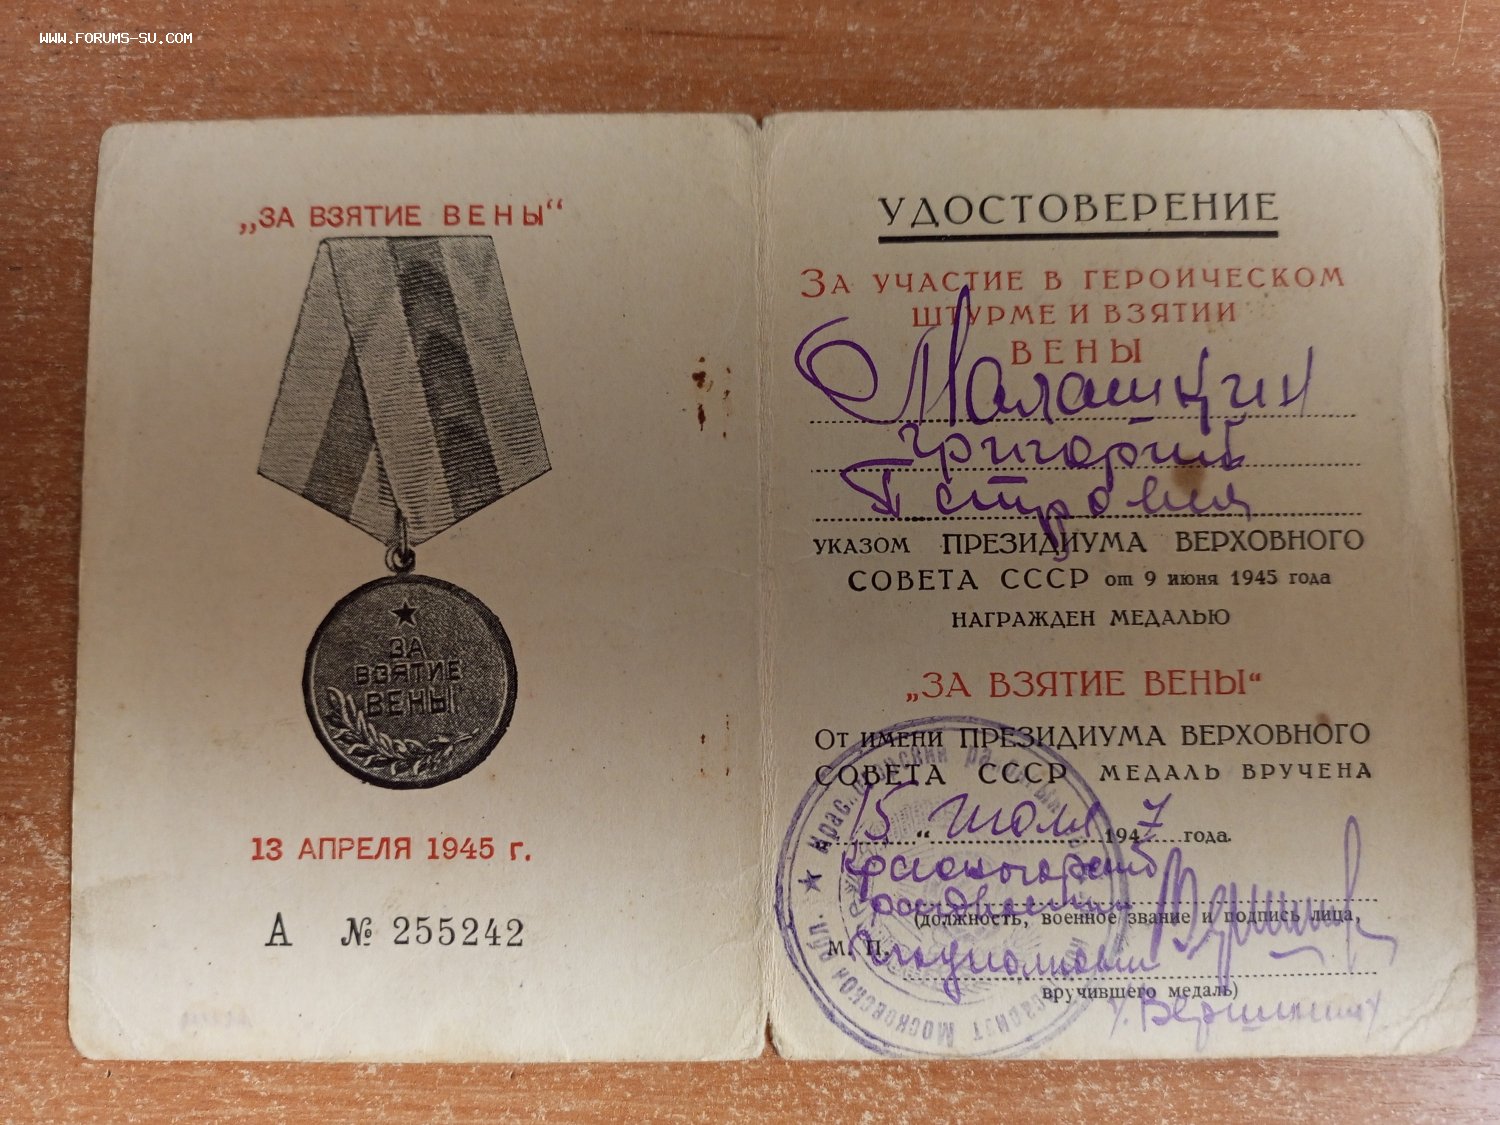 WWW.FORUMS-SU.COM
„ЗА ВЗЯТИЕ ВЕНЫ“
ЗА
ВЗЯТИЕ
ВЕНЫ
13 АПРЕЛЯ 1945 г.
А № 255242
УДОСТОВЕРЕНИЕ
ЗА УЧАСТИЕ В ГЕРОИЧЕСКОМ
ШТУРМЕ И ВЗЯТИИ
ВЕНЫ
Малашкин
Григорий
Петрович
УКАЗОМ ПРЕЗИДИУМА ВЕРХОВНОГО
СОВЕТА СССР от 9 июня 1945 года
НАГРАЖДЕН МЕДАЛЬЮ
„ЗА ВЗЯТИЕ ВЕНЫ“
ОТ ИМЕНИ ПРЕЗИДИУМА ВЕРХОВНОГО
СОВЕТА СССР МЕДАЛЬ ВРУЧЕНА
15 “ июля 1947 года.
(должность, военное звание и подпись лица,
М. П.
вручившего медаль)